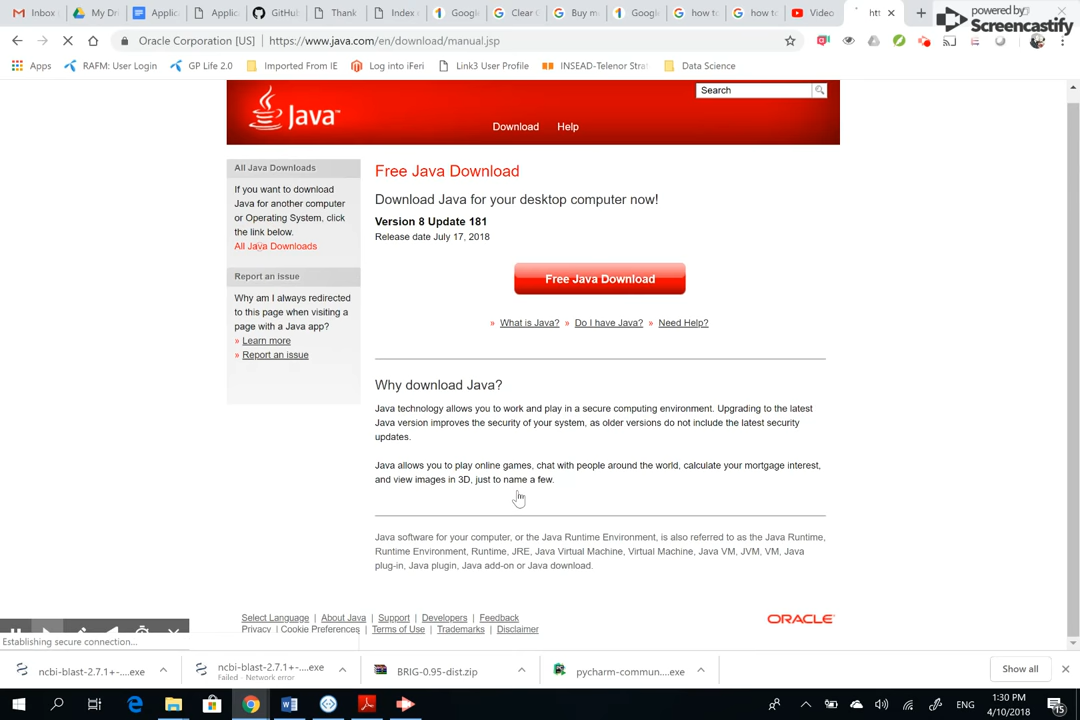 Inbox
My Dr
Applic
Applic
GitHu
Thank
Index
Google
Clear C
Buy m
Google
how to
how to
Video
htt
powered by
Screencastify
Oracle Corporation [US] | https://www.java.com/en/download/manual.jsp
Apps
RAFM: User Login
GP Life 2.0
Imported From IE
Log into iFeri
Link3 User Profile
INSEAD-Telenor Stra
Data Science
Java™
Search
Download
Help
All Java Downloads
If you want to download
Java for another computer
or Operating System, click
the link below.
All Java Downloads
Report an issue
Why am I always redirected
to this page when visiting a
page with a Java app?
» Learn more
» Report an issue
Free Java Download
Download Java for your desktop computer now!
Version 8 Update 181
Release date July 17, 2018
Free Java Download
» What is Java? » Do I have Java? » Need Help?
Why download Java?
Java technology allows you to work and play in a secure computing environment. Upgrading to the latest
Java version improves the security of your system, as older versions do not include the latest security
updates.
Java allows you to play online games, chat with people around the world, calculate your mortgage interest,
and view images in 3D, just to name a few.
Java software for your computer, or the Java Runtime Environment, is also referred to as the Java Runtime,
Runtime Environment, Runtime, JRE, Java Virtual Machine, Virtual Machine, Java VM, JVM, VM, Java
plug-in, Java plugin, Java add-on or Java download.
Select Language | About Java | Support | Developers | Feedback
Privacy | Cookie Preferences | Terms of Use | Trademarks | Disclaimer
ORACLE
Establishing secure connection...
ncbi-blast-2.7.1+-....exe
ncbi-blast-2.7.1+-....exe
Failed - Network error
BRIG-0.95-dist.zip
pycharm-commun....exe
Show all
ENG
1:30 PM
4/10/2018
15